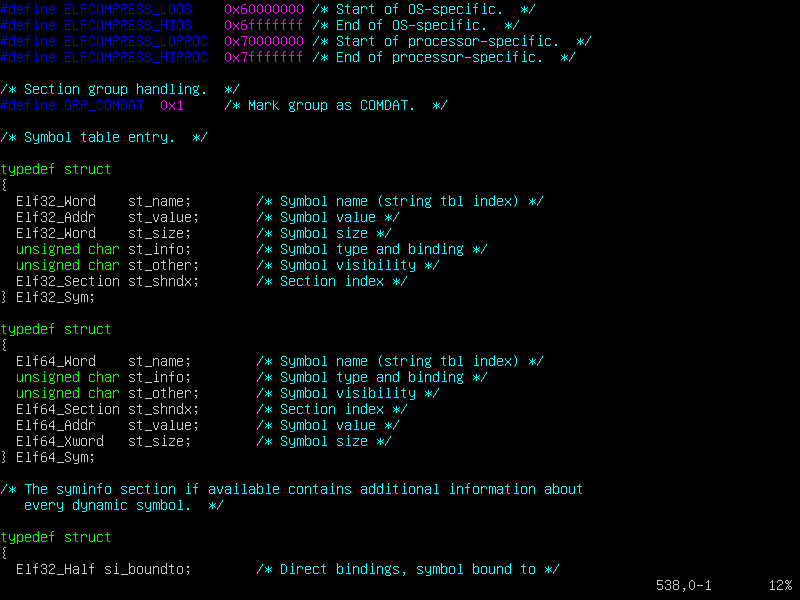 #define ELFCOMPRESS_LOOS    0x60000000 /* Start of OS-specific.  */
#define ELFCOMPRESS_HIOS    0x6fffffff /* End of OS-specific.  */
#define ELFCOMPRESS_LOPROC  0x70000000 /* Start of processor-specific.  */
#define ELFCOMPRESS_HIPROC  0x7fffffff /* End of processor-specific.  */
/* Section group handling.  */
#define GRP_COMDAT  0x1     /* Mark group as COMDAT.  */
/* Symbol table entry.  */
typedef struct
{
  Elf32_Word    st_name;        /* Symbol name (string tbl index) */
  Elf32_Addr    st_value;       /* Symbol value */
  Elf32_Word    st_size;        /* Symbol size */
  unsigned char st_info;        /* Symbol type and binding */
  unsigned char st_other;       /* Symbol visibility */
  Elf32_Section st_shndx;       /* Section index */
} Elf32_Sym;
typedef struct
{
  Elf64_Word    st_name;        /* Symbol name (string tbl index) */
  unsigned char st_info;        /* Symbol type and binding */
  unsigned char st_other;       /* Symbol visibility */
  Elf64_Section st_shndx;       /* Section index */
  Elf64_Addr    st_value;       /* Symbol value */
  Elf64_Xword   st_size;        /* Symbol size */
} Elf64_Sym;
/* The syminfo section if available contains additional information about
   every dynamic symbol.  */
typedef struct
{
  Elf32_Half si_boundto;        /* Direct bindings, symbol bound to */
538,0-1       12%